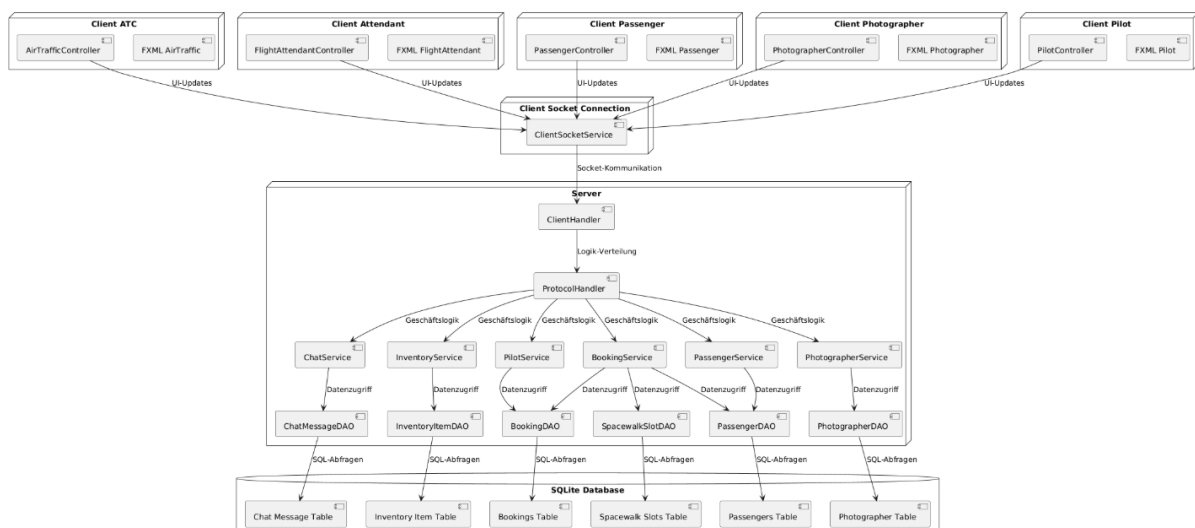 Client ATC
AirTrafficController
FXML AirTraffic
Client Attendant
FlightAttendantController
FXML FlightAttendant
Client Passenger
PassengerController
FXML Passenger
Client Photographer
PhotographerController
FXML Photographer
Client Pilot
PilotController
FXML Pilot
UI-Updates
UI-Updates
UI-Updates
UI-Updates
UI-Updates
Client Socket Connection
ClientSocketService
Socket-Kommunikation
Server
ClientHandler
Logik-Verteilung
ProtocolHandler
Geschäftslogik
Geschäftslogik
Geschäftslogik
Geschäftslogik
Geschäftslogik
Geschäftslogik
ChatService
InventoryService
PilotService
BookingService
PassengerService
PhotographerService
Datenzugriff
Datenzugriff
Datenzugriff
Datenzugriff
Datenzugriff
Datenzugriff
Datenzugriff
Datenzugriff
ChatMessageDAO
InventoryItemDAO
BookingDAO
SpacewalkSlotDAO
PassengerDAO
PhotographerDAO
SQL-Abfragen
SQL-Abfragen
SQL-Abfragen
SQL-Abfragen
SQL-Abfragen
SQL-Abfragen
SQLite Database
Chat Message Table
Inventory Item Table
Bookings Table
Spacewalk Slots Table
Passengers Table
Photographer Table